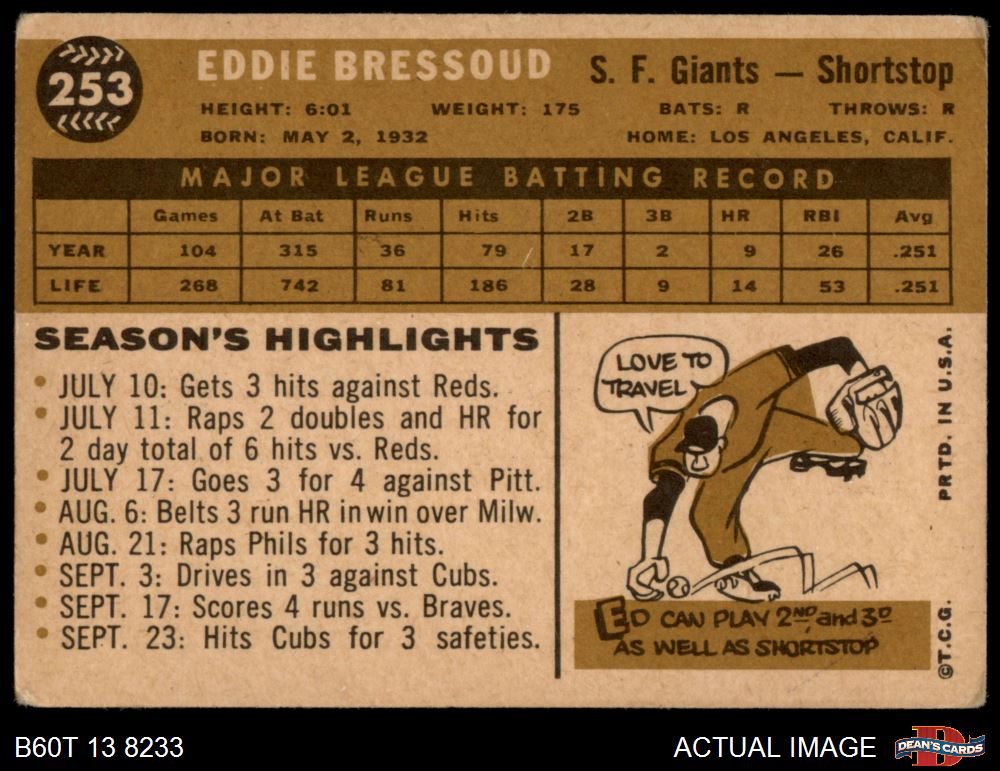 253
EDDIE BRESSOUD S. F. Giants — Shortstop
HEIGHT: 6:01 WEIGHT: 175 BATS: R THROWS: R
BORN: MAY 2, 1932 HOME: LOS ANGELES, CALIF.
MAJOR LEAGUE BATTING RECORD
Games At Bat Runs Hits 2B 3B HR RBI Avg
YEAR 104 315 36 79 17 2 9 26 .251
LIFE 268 742 81 186 28 9 14 53 .251
SEASON'S HIGHLIGHTS
• JULY 10: Gets 3 hits against Reds.
• JULY 11: Raps 2 doubles and HR for
2 day total of 6 hits vs. Reds.
• JULY 17: Goes 3 for 4 against Pitt.
• AUG. 6: Belts 3 run HR in win over Milw.
• AUG. 21: Raps Phils for 3 hits.
• SEPT. 3: Drives in 3 against Cubs.
• SEPT. 17: Scores 4 runs vs. Braves.
• SEPT. 23: Hits Cubs for 3 safeties.
LOVE TO
TRAVEL
ED CAN PLAY 2ND and 3D
AS WELL AS SHORTSTOP
PRTD. IN U.S.A.
©T.C.G.
B60T 13 8233
ACTUAL IMAGE
D
DEAN'S CARDS